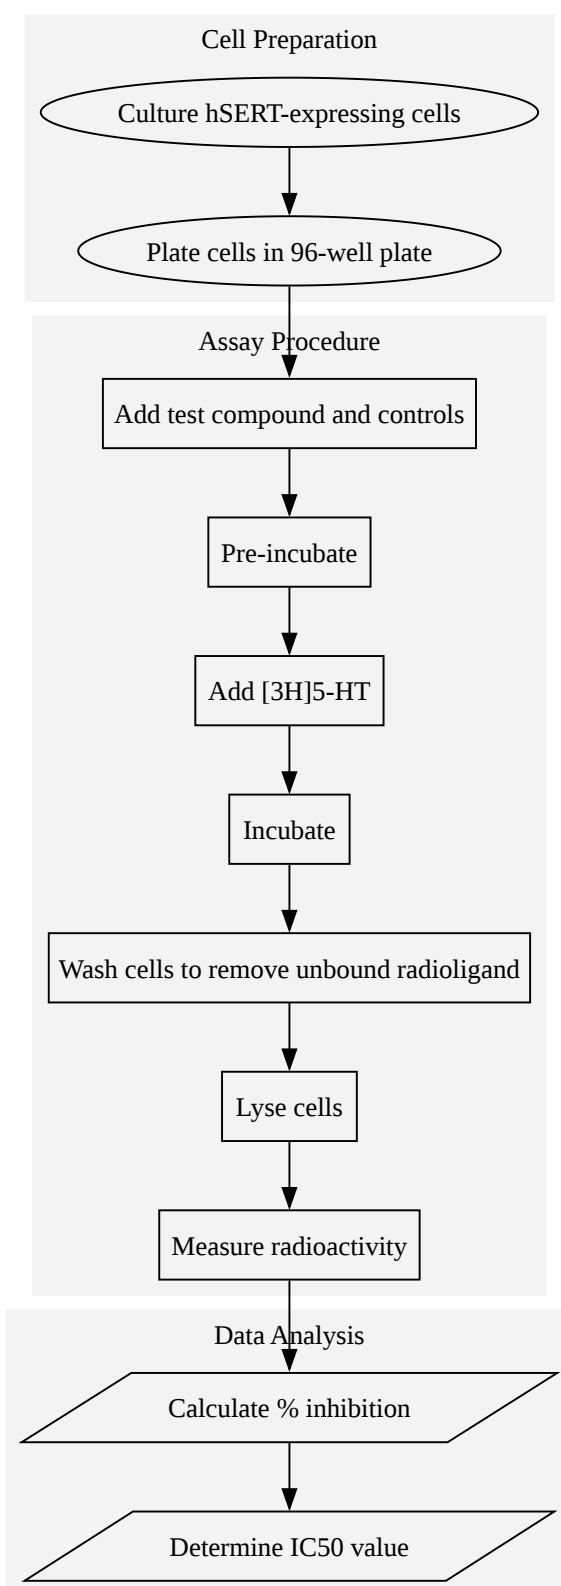 Cell Preparation
Culture hSERT-expressing cells
Plate cells in 96-well plate
Assay Procedure
Add test compound and controls
Pre-incubate
Add [3H]5-HT
Incubate
Wash cells to remove unbound radioligand
Lyse cells
Measure radioactivity
Data Analysis
Calculate % inhibition
Determine IC50 value